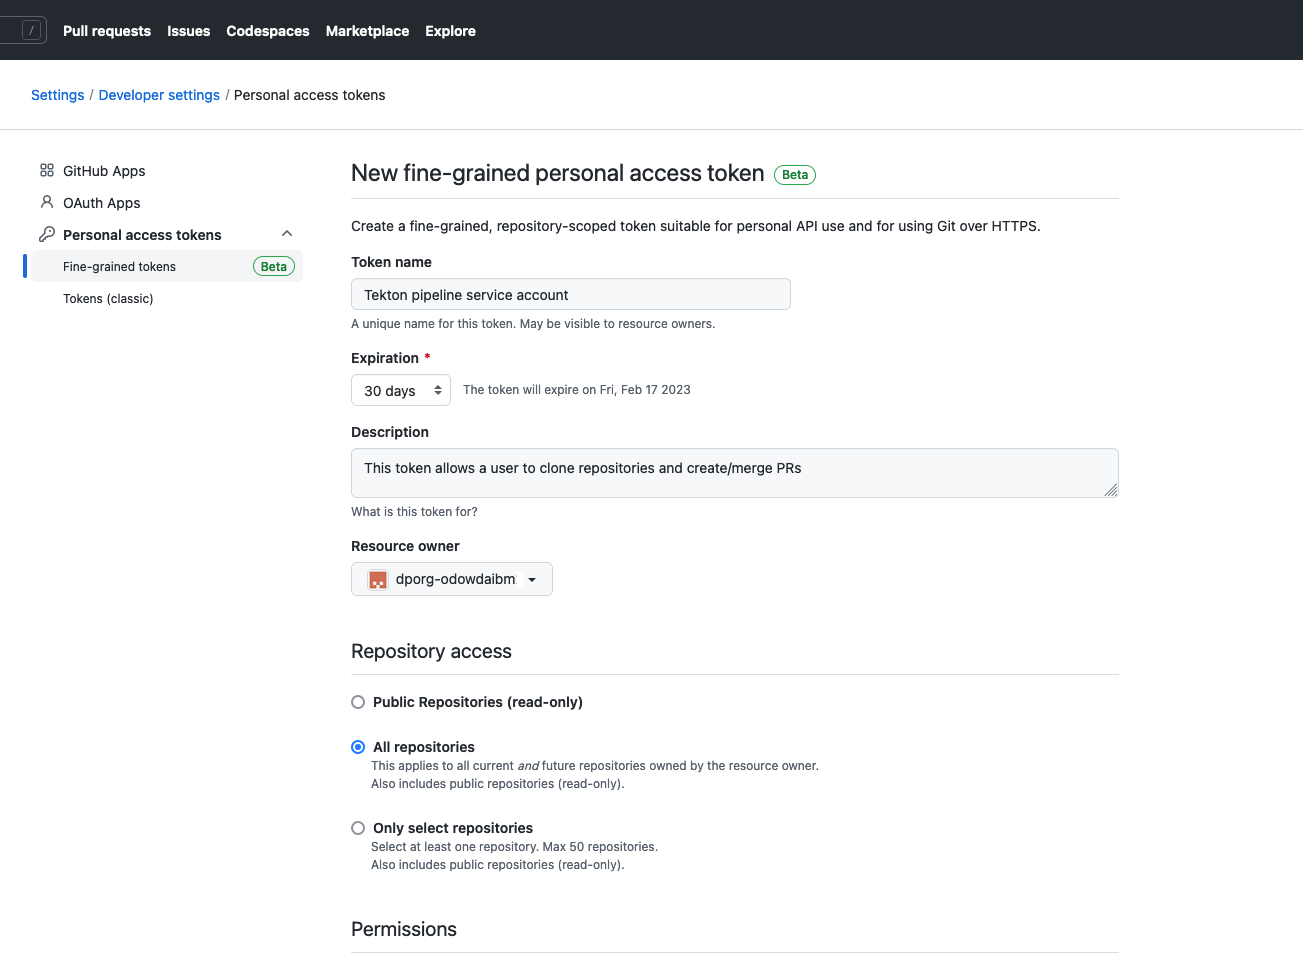 / Pull requests Issues Codespaces Marketplace Explore
Settings / Developer settings / Personal access tokens
GitHub Apps
OAuth Apps
Personal access tokens
Fine-grained tokens Beta
Tokens (classic)
New fine-grained personal access token Beta
Create a fine-grained, repository-scoped token suitable for personal API use and for using Git over HTTPS.
Token name
Tekton pipeline service account
A unique name for this token. May be visible to resource owners.
Expiration *
30 days The token will expire on Fri, Feb 17 2023
Description
This token allows a user to clone repositories and create/merge PRs
What is this token for?
Resource owner
dporg-odowdaibm
Repository access
Public Repositories (read-only)
All repositories
This applies to all current and future repositories owned by the resource owner.
Also includes public repositories (read-only).
Only select repositories
Select at least one repository. Max 50 repositories.
Also includes public repositories (read-only).
Permissions